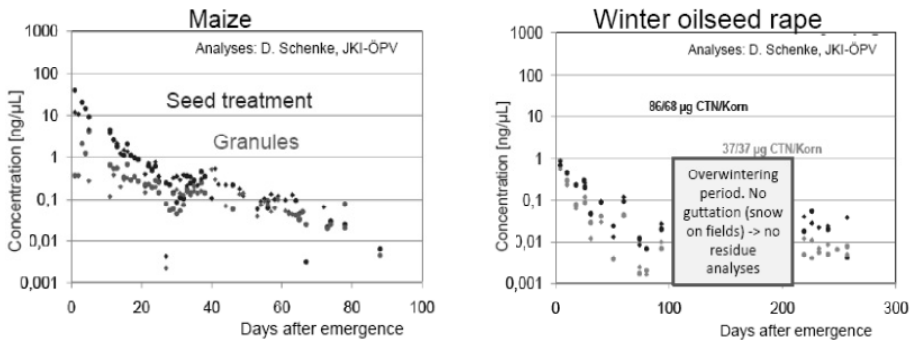 Maize
Analyses: D. Schenke, JKI-ÖPV
Seed treatment
Granules
Concentration [ng/µL]
1000
100
10
1
0,1
0,01
0,001
0 20 40 60 80 100
Days after emergence
Winter oilseed rape
Analyses: D. Schenke, JKI-ÖPV
86/68 µg CTN/Korn
37/37 µg CTN/Korn
Overwintering
period. No
guttation (snow
on fields) -> no
residue
analyses
Concentration [ng/µL]
1000
100
10
1
0,1
0,01
0,001
0 100 200 300
Days after emergence